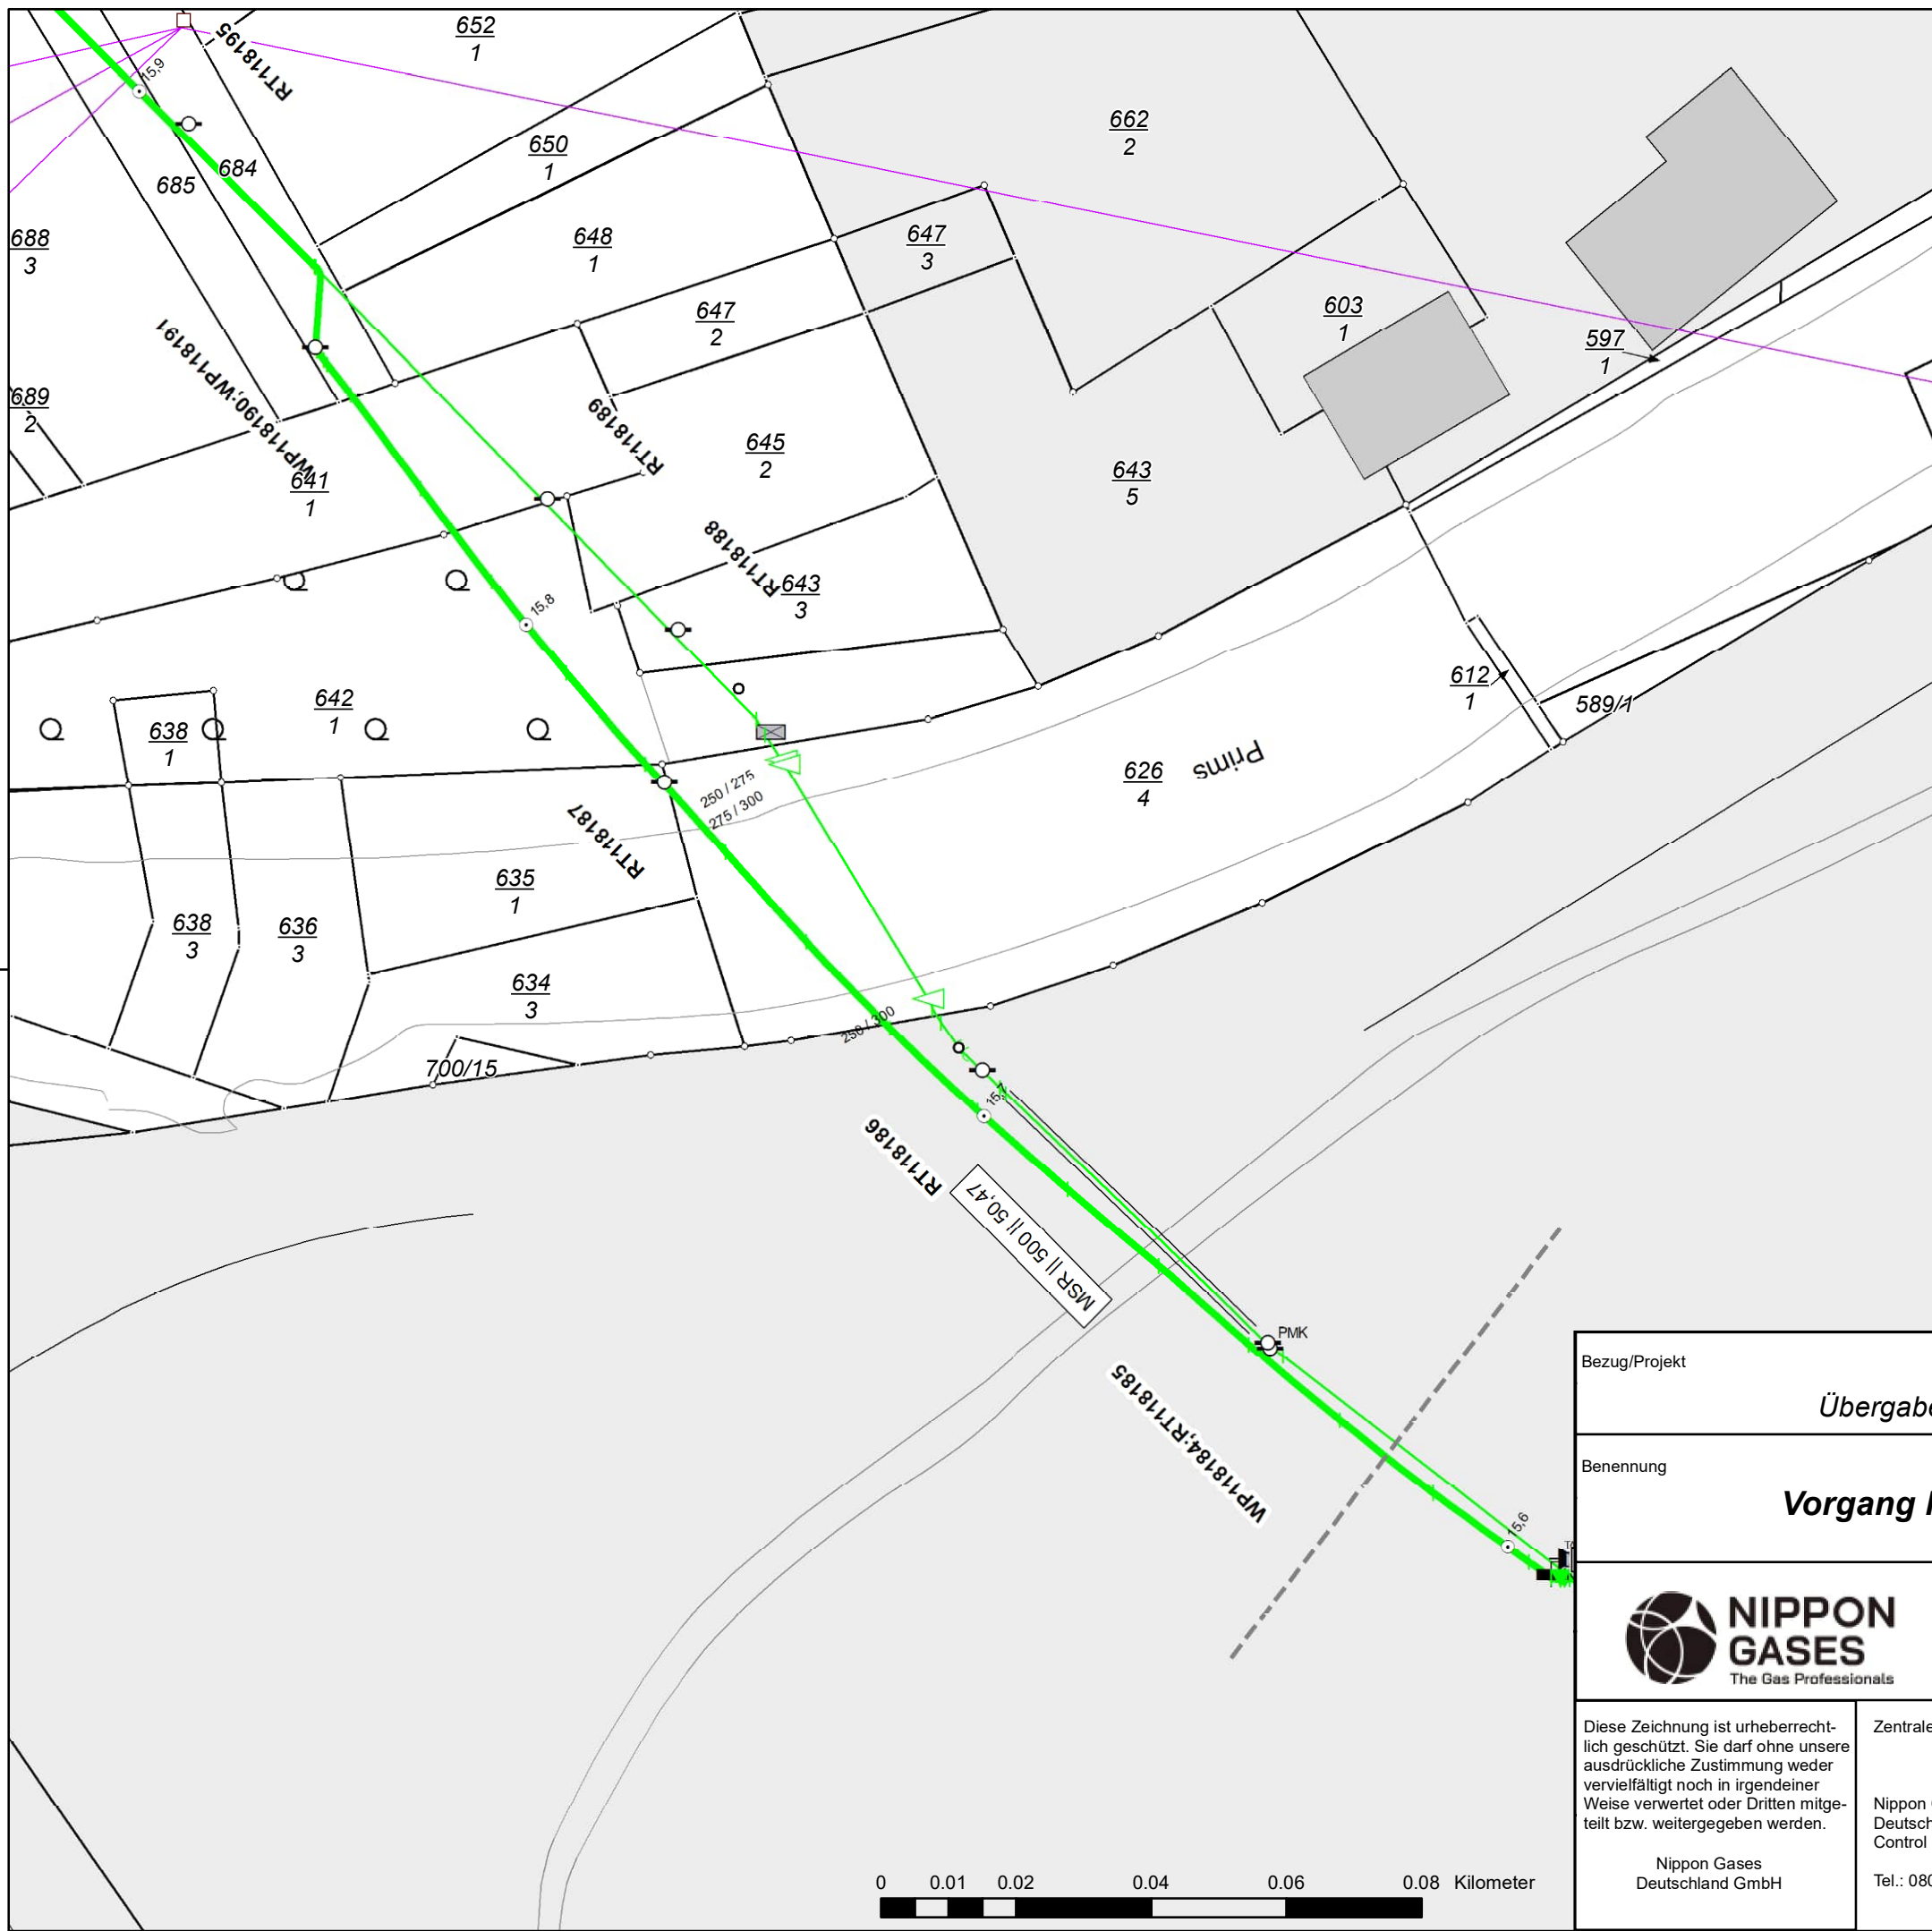 652
1
RT118195
15,9
662
2
650
1
684
685
688
3
648
1
647
3
647
2
603
1
597
1
WP118190;WP118191
689
2
RT118189
645
2
641
1
643
5
RT118188
643
3
15,8
642
1
638
1
612
1
589/1
Prims
626
4
250 / 275
275 / 300
RT118187
635
1
638
3
636
3
634
3
250 / 300
700/15
RT118186
MSR || 500 || 50,47
PMK
WP118184;RT118185
15,6
Bezug/Projekt
Benennung
Vorgang
NIPPON
GASES
The Gas Professionals
Diese Zeichnung ist urheberrecht-
lich geschützt. Sie darf ohne unsere
ausdrückliche Zustimmung weder
vervielfältigt noch in irgendeiner
Weise verwertet oder Dritten mitge-
teilt bzw. weitergegeben werden.
Nippon Gases
Deutschland GmbH
Zentrale
Nippon
Control
Tel.: 080
0 0.01 0.02 0.04 0.06 0.08 Kilometer